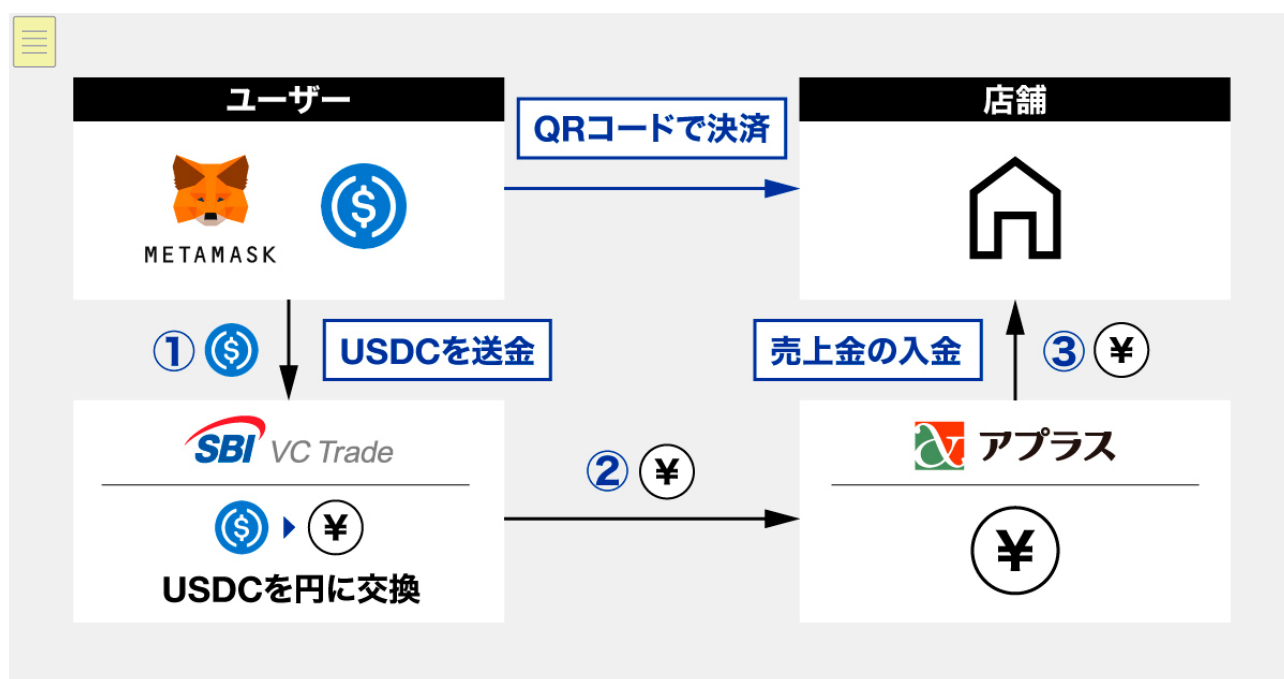 ユーザー
QRコードで決済
店舗
METAMASK
① USDCを送金
売上金の入金 ③ ¥
SBI VC Trade
② ¥
アプラス
¥
USDCを円に交換
¥